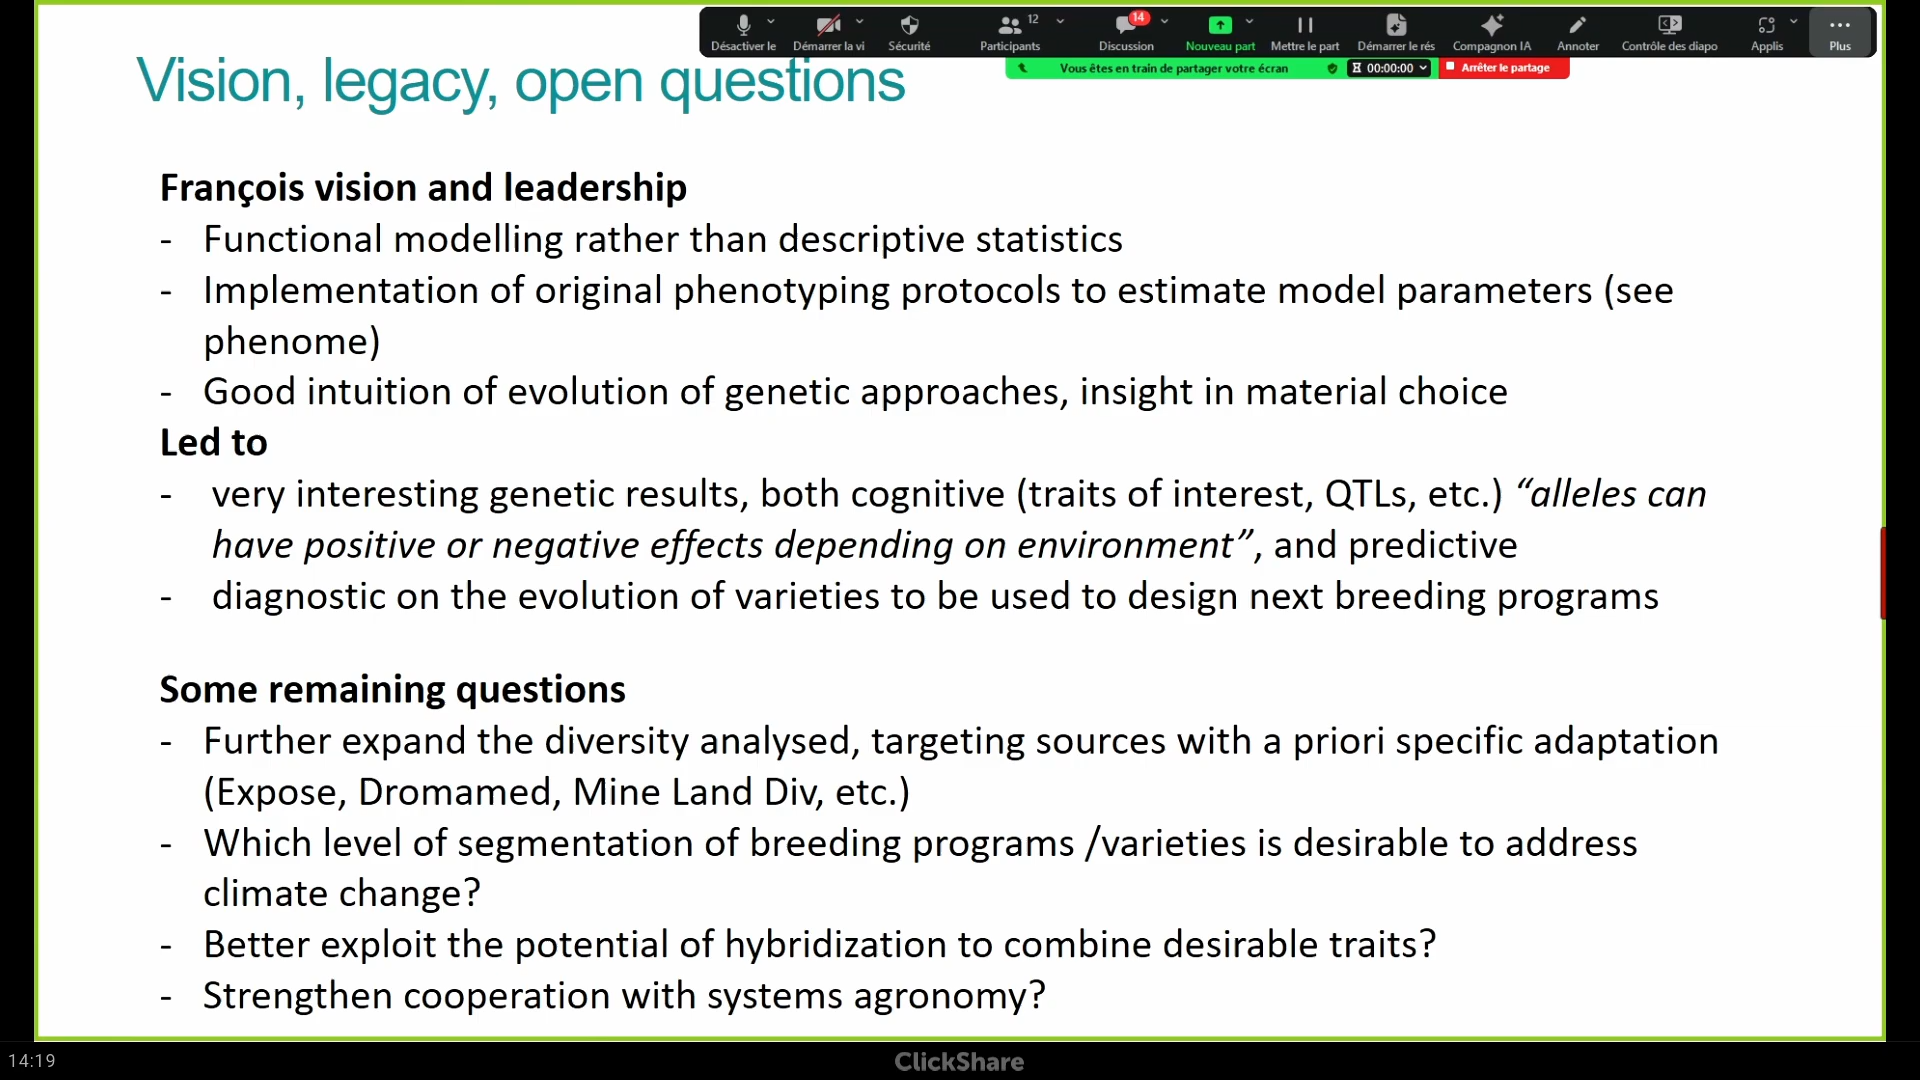 12
14
Désactiver le
Démarrer la vi
Sécurité
Participants
Discussion
Nouveau part
Mettre le part
Démarrer le rés
Compagnon IA
Annoter
Contrôle des diapo
Applis
Plus
Vous êtes en train de partager votre écran
00:00:00
Arrêter le partage
Vision, legacy, open questions
François vision and leadership
- Functional modelling rather than descriptive statistics
- Implementation of original phenotyping protocols to estimate model parameters (see
phenome)
- Good intuition of evolution of genetic approaches, insight in material choice
Led to
- very interesting genetic results, both cognitive (traits of interest, QTLs, etc.) “alleles can
have positive or negative effects depending on environment”, and predictive
- diagnostic on the evolution of varieties to be used to design next breeding programs
Some remaining questions
- Further expand the diversity analysed, targeting sources with a priori specific adaptation
(Expose, Dromamed, Mine Land Div, etc.)
- Which level of segmentation of breeding programs /varieties is desirable to address
climate change?
- Better exploit the potential of hybridization to combine desirable traits?
- Strengthen cooperation with systems agronomy?
14:19
ClickShare